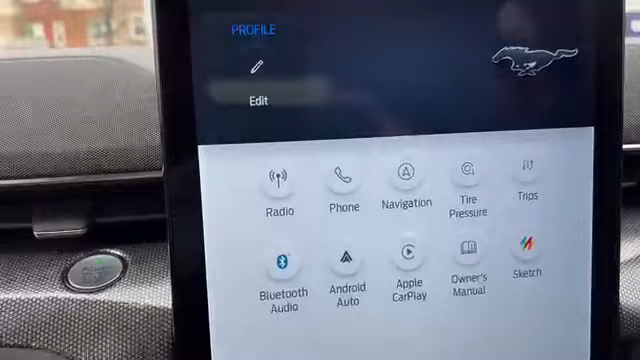 PROFILE
Edit
Radio
Phone
Navigation
Tire
Pressure
Trips
Bluetooth
Audio
Android
Auto
Apple
CarPlay
Owner's
Manual
Sketch